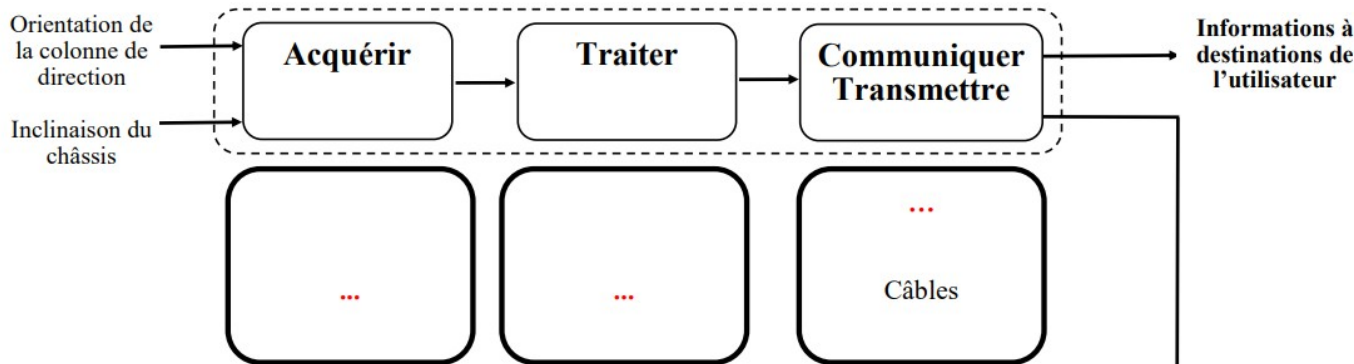 Orientation de
la colonne de
direction
Inclinaison du
châssis
Acquérir
Traiter
Communiquer
Transmettre
Informations à
destinations de
l’utilisateur
...
...
...
Câbles